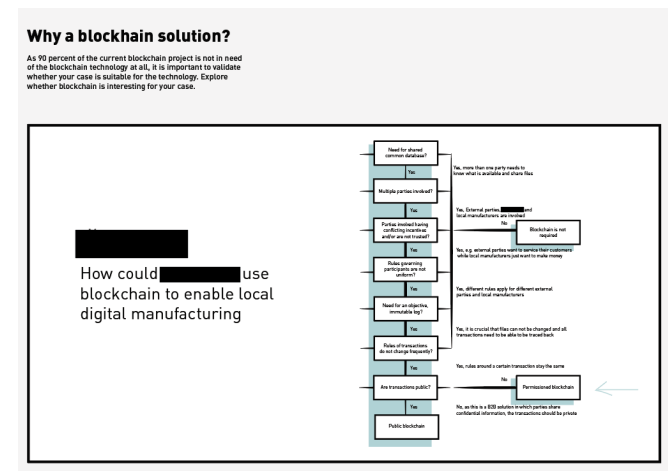 Why a blockhain solution?
As 90 percent of the current blockchain project is not in need
of the blockchain technology at all, it is important to validate
whether your case is suitable for the technology. Explore
whether blockchain is interesting for your case.
How could use
blockchain to enable local
digital manufacturing
Need for shared
common database?
Yes, more than one party needs to
know what is available and share files
Yes
Multiple parties involved?
Yes
Yes, External parties, and
local manufacturers are involved
Parties involved having
conflicting incentives
and/or are not trusted?
No
Blockchain is not
required
Yes
Yes, e.g. external parties want to service their customers
while local manufacturers just want to make money
Rules governing
participants are not
uniform?
Yes
Yes, different rules apply for different external
parties and local manufacturers
Need for an objective,
immutable log?
Yes
Yes, it is crucial that files can not be changed and all
transactions need to be able to be traced back
Rules of transactions
do not change frequently?
Yes
Yes, rules around a certain transaction stay the same
Are transactions public?
No
Permissioned blockchain
Yes
No, as this is a B2B solution in which parties share
confidential information, the transactions should be private
Public blockchain